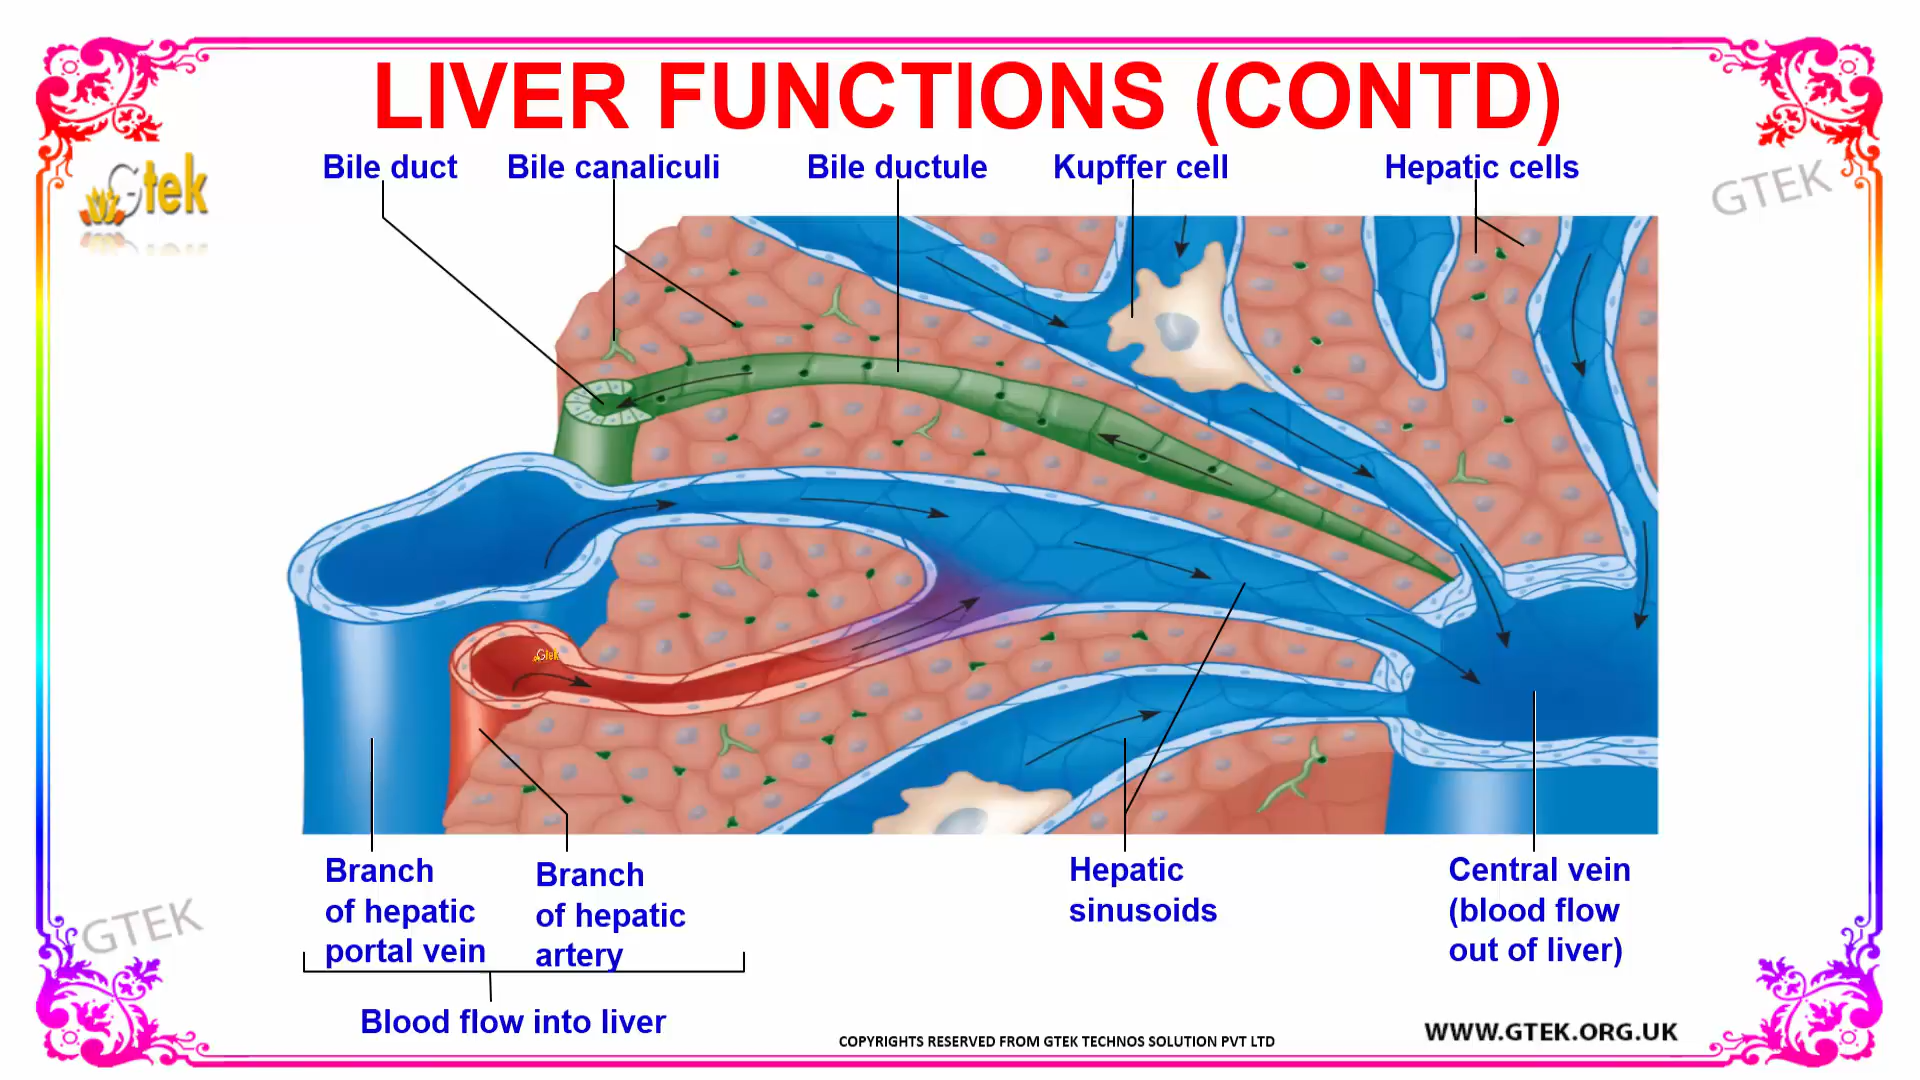 LIVER FUNCTIONS (CONTD)
Gtek
GTEK
Bile duct
Bile canaliculi
Bile ductule
Kupffer cell
Hepatic cells
Gtek
Branch
of hepatic
portal vein
Branch
of hepatic
artery
Hepatic
sinusoids
Central vein
(blood flow
out of liver)
GTEK
Blood flow into liver
COPYRIGHTS RESERVED FROM GTEK TECHNOS SOLUTION PVT LTD
WWW.GTEK.ORG.UK